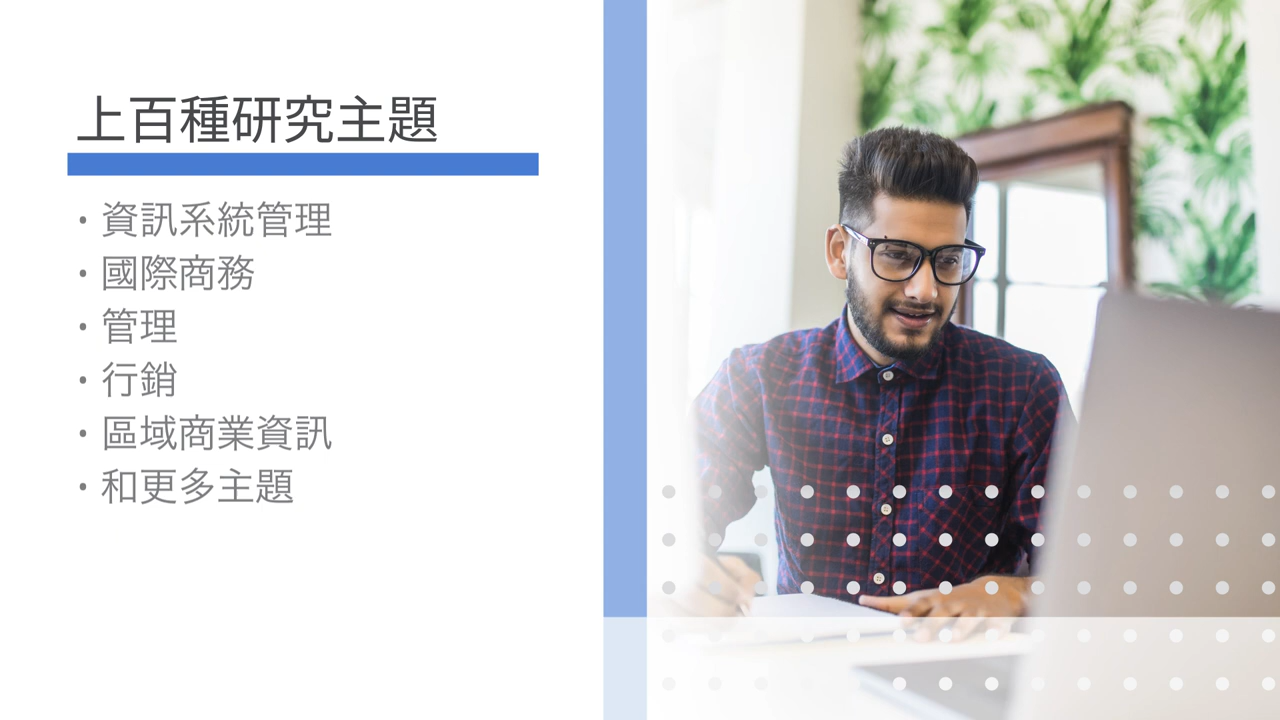 上百種研究主題
• 資訊系統管理
• 國際商務
• 管理
• 行銷
• 區域商業資訊
• 和更多主題